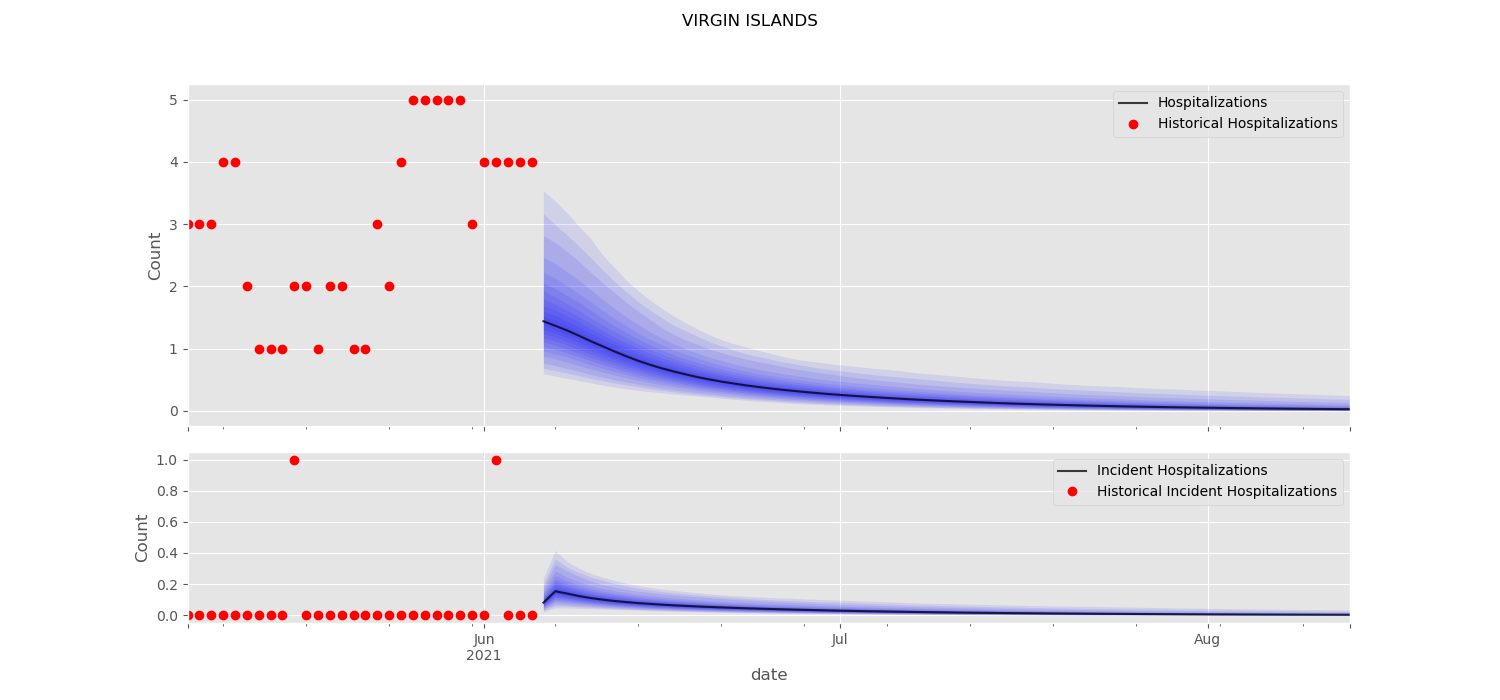 VIRGIN ISLANDS
Hospitalizations
Historical Hospitalizations
5
4
3
2
1
0
Count
Incident Hospitalizations
Historical Incident Hospitalizations
1.0
0.8
0.6
0.4
0.2
0.0
Count
Jun
2021
Jul
Aug
date